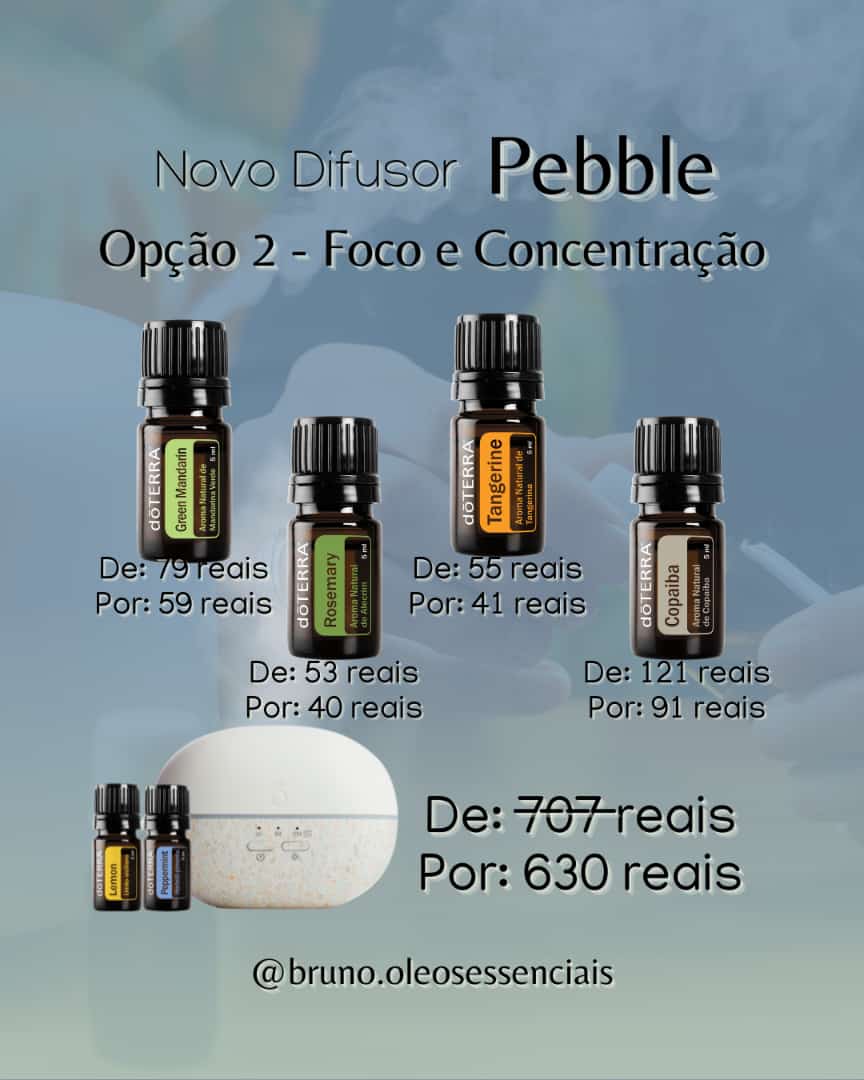 Novo Difusor Pebble
Opção 2 - Foco e Concentração
dōTERRA
Green Mandarin
Aroma Natural de
Mandarina Verde
5 ml
De: 79 reais
Por: 59 reais
dōTERRA
Rosemary
Aroma Natural
de Alecrim
5 ml
De: 53 reais
Por: 40 reais
dōTERRA
Tangerine
Aroma Natural de
Tangerina
5 ml
De: 55 reais
Por: 41 reais
dōTERRA
Copaiba
Aroma Natural
de Copaiba
5 ml
De: 121 reais
Por: 91 reais
dōTERRA
Lemon
dōTERRA
Peppermint
De: 707 reais
Por: 630 reais
@bruno.oleosessenciais